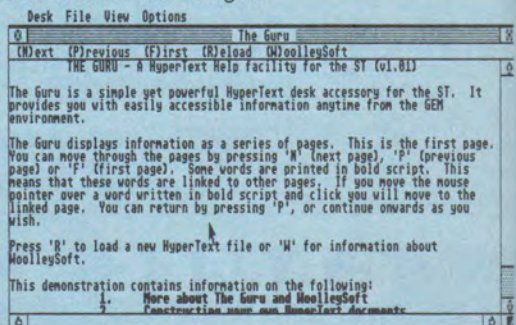 Desk File View Options
The Guru
(N)ext (P)revious (F)irst (R)eload (W)oolleySoft
THE GURU - A HyperText Help facility for the ST (v1.01)
The Guru is a simple yet powerful HyperText desk accessory for the ST. It
provides you with easily accessible information anytime from the GEM
environment.
The Guru displays information as a series of pages. This is the first page.
You can move through the pages by pressing 'N' (next page), 'P' (previous
page) or 'F' (first page). Some words are printed in bold script. This
means that these words are linked to other pages. If you move the mouse
pointer over a word written in bold script and click you will move to the
linked page. You can return by pressing 'P', or continue onwards as you
wish.
Press 'R' to load a new HyperText file or 'W' for information about
WoolleySoft.
This demonstration contains information on the following:
1. More about The Guru and WoolleySoft
2. Constructing your own HyperText documents